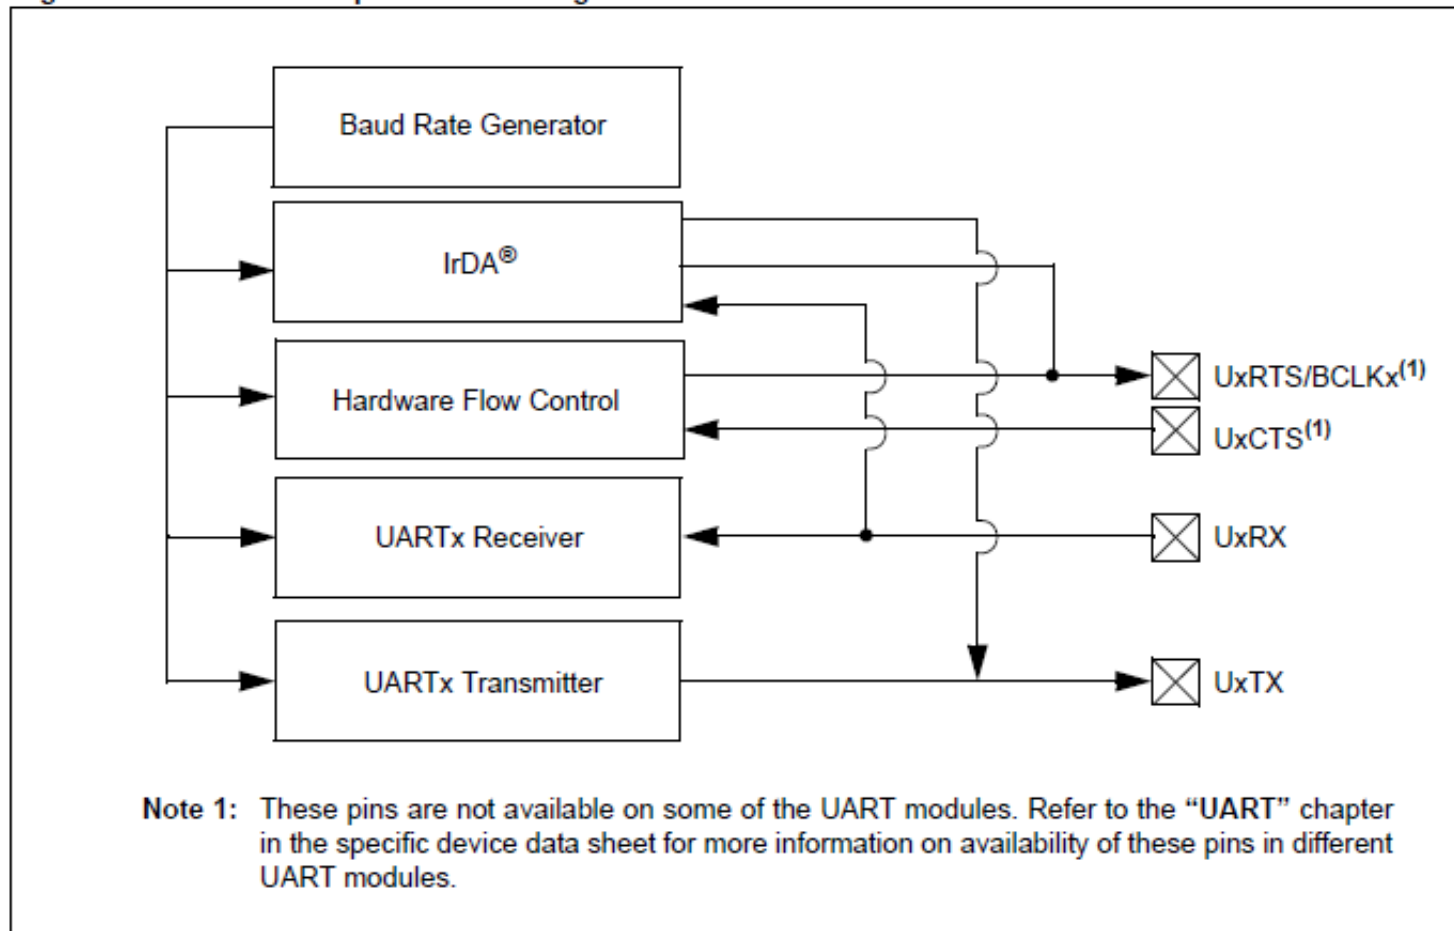 Baud Rate Generator
IrDA®
Hardware Flow Control
UxRTS/BCLKx(1)
UxCTS(1)
UARTx Receiver
UxRX
UARTx Transmitter
UxTX
Note 1: These pins are not available on some of the UART modules. Refer to the “UART” chapter
in the specific device data sheet for more information on availability of these pins in different
UART modules.